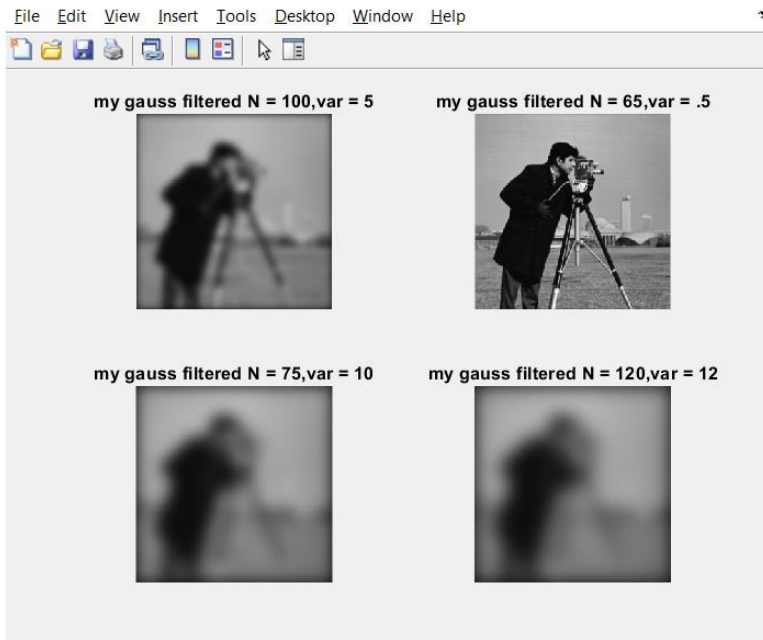 File Edit View Insert Tools Desktop Window Help
my gauss filtered N = 100,var = 5
my gauss filtered N = 65,var = .5
my gauss filtered N = 75,var = 10
my gauss filtered N = 120,var = 12